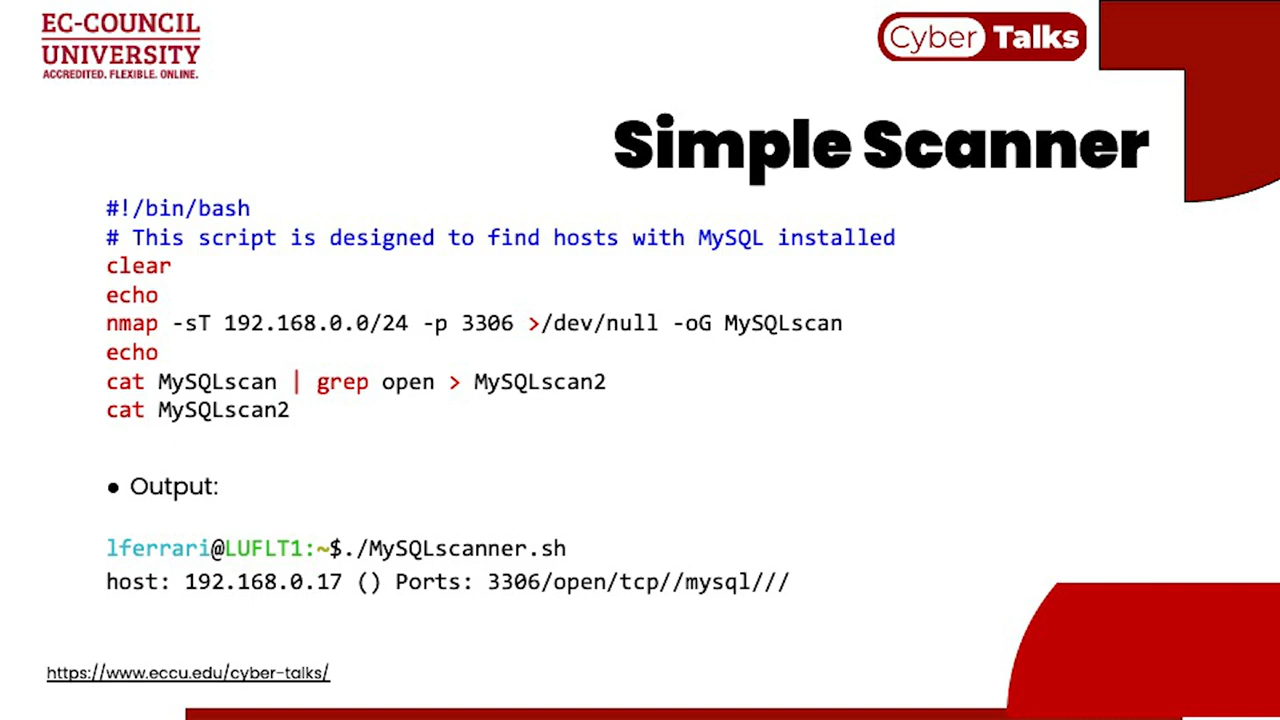 EC-COUNCIL
UNIVERSITY
ACCREDITED. FLEXIBLE. ONLINE.
Cyber Talks
Simple Scanner
#!/bin/bash
# This script is designed to find hosts with MySQL installed
clear
echo
nmap -sT 192.168.0.0/24 -p 3306 >/dev/null -oG MySQLscan
echo
cat MySQLscan | grep open > MySQLscan2
cat MySQLscan2
● Output:
lferrari@LUFLT1:~$./MySQLscanner.sh
host: 192.168.0.17 () Ports: 3306/open/tcp//mysql///
https://www.eccu.edu/cyber-talks/